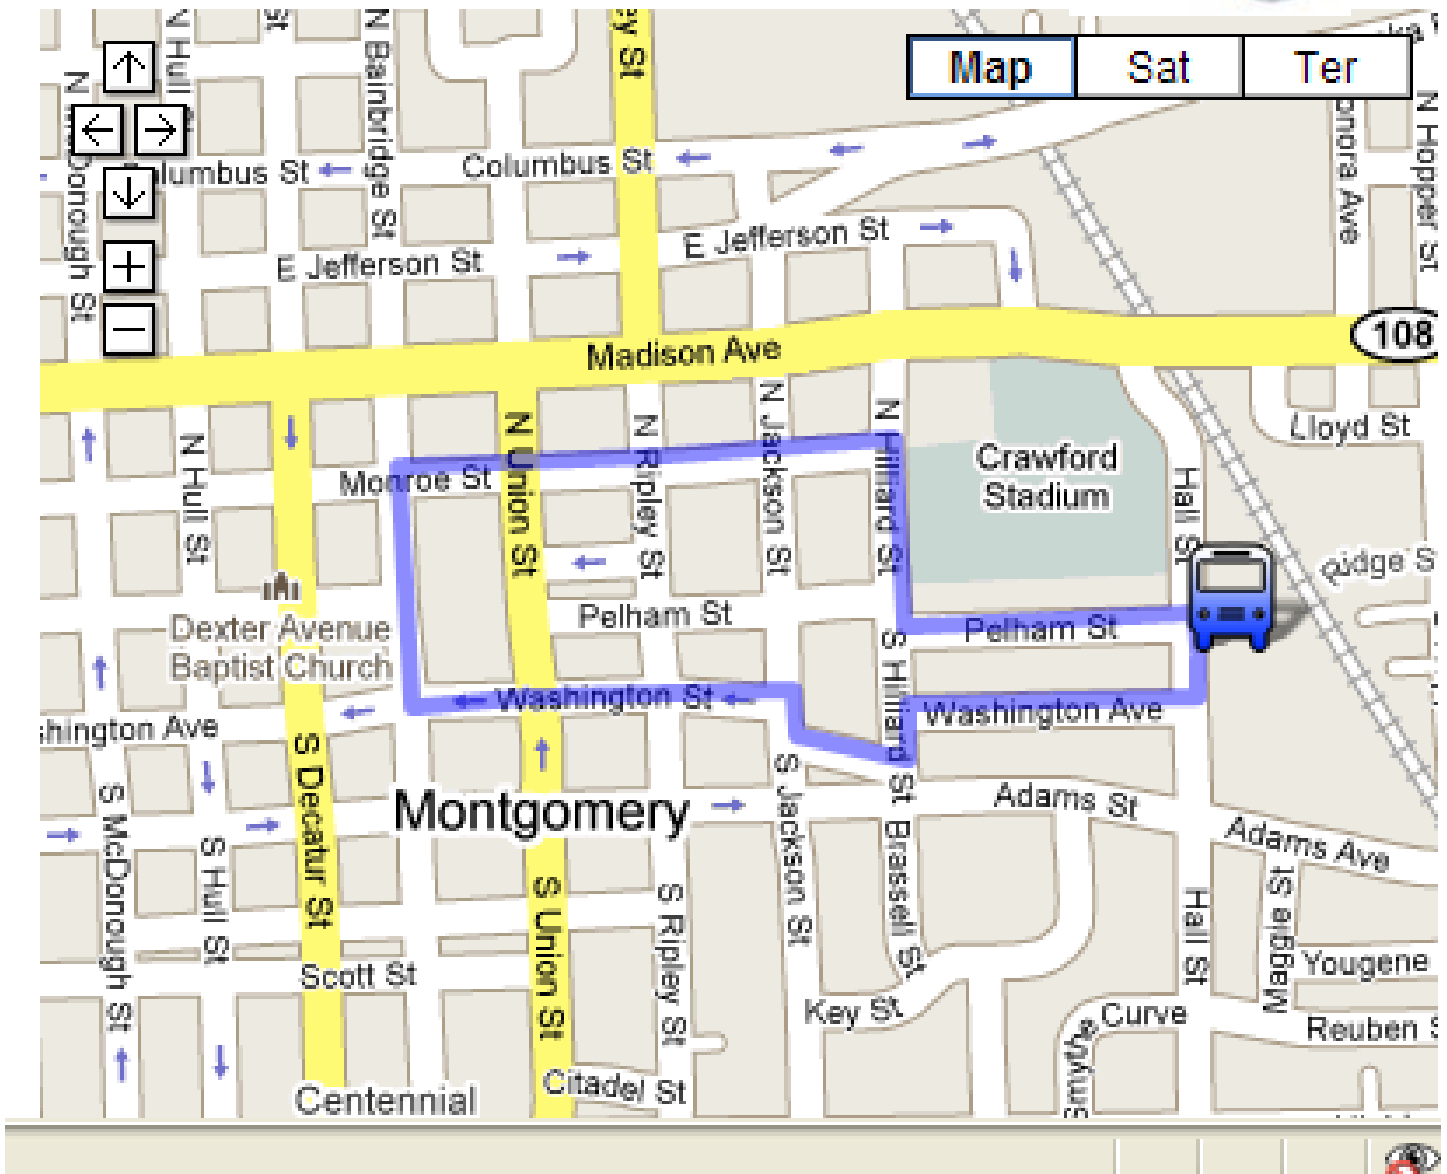 N Hull
St
N Bainbridge St
ey St
Map
Sat
Ter
N Hopper St
Columbus St
E Jefferson St
E Jefferson St
Madison Ave
108
Lloyd St
N Hull St
Monroe St
N Union St
N Ripley St
N Jackson St
N Hilliard St
Crawford
Stadium
Hall St
Dexter Avenue
Baptist Church
Pelham St
Pelham St
S Hilliard St
Washington St
Washington Ave
shington Ave
S Decatur St
Montgomery
Adams St
Adams Ave
S McDonough St
S Hull St
S Union St
S Ripley St
S Jackson St
Brassell St
Hall St
Maggie St
Scott St
Key St
Curve
Yougene
Reuben
Smythe
Citadel St
Centennial